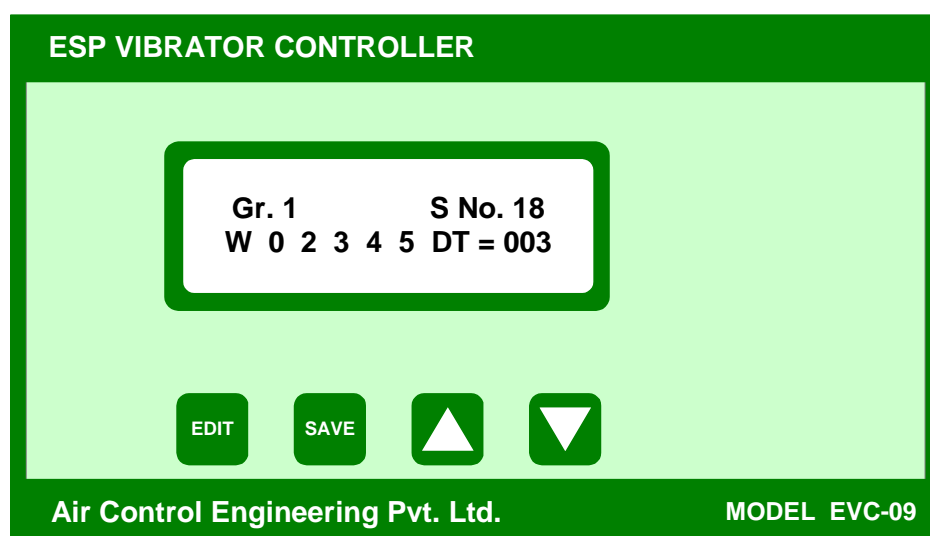 ESP VIBRATOR CONTROLLER
Gr. 1 S No. 18
W 0 2 3 4 5 DT = 003
EDIT SAVE
Air Control Engineering Pvt. Ltd. MODEL EVC-09